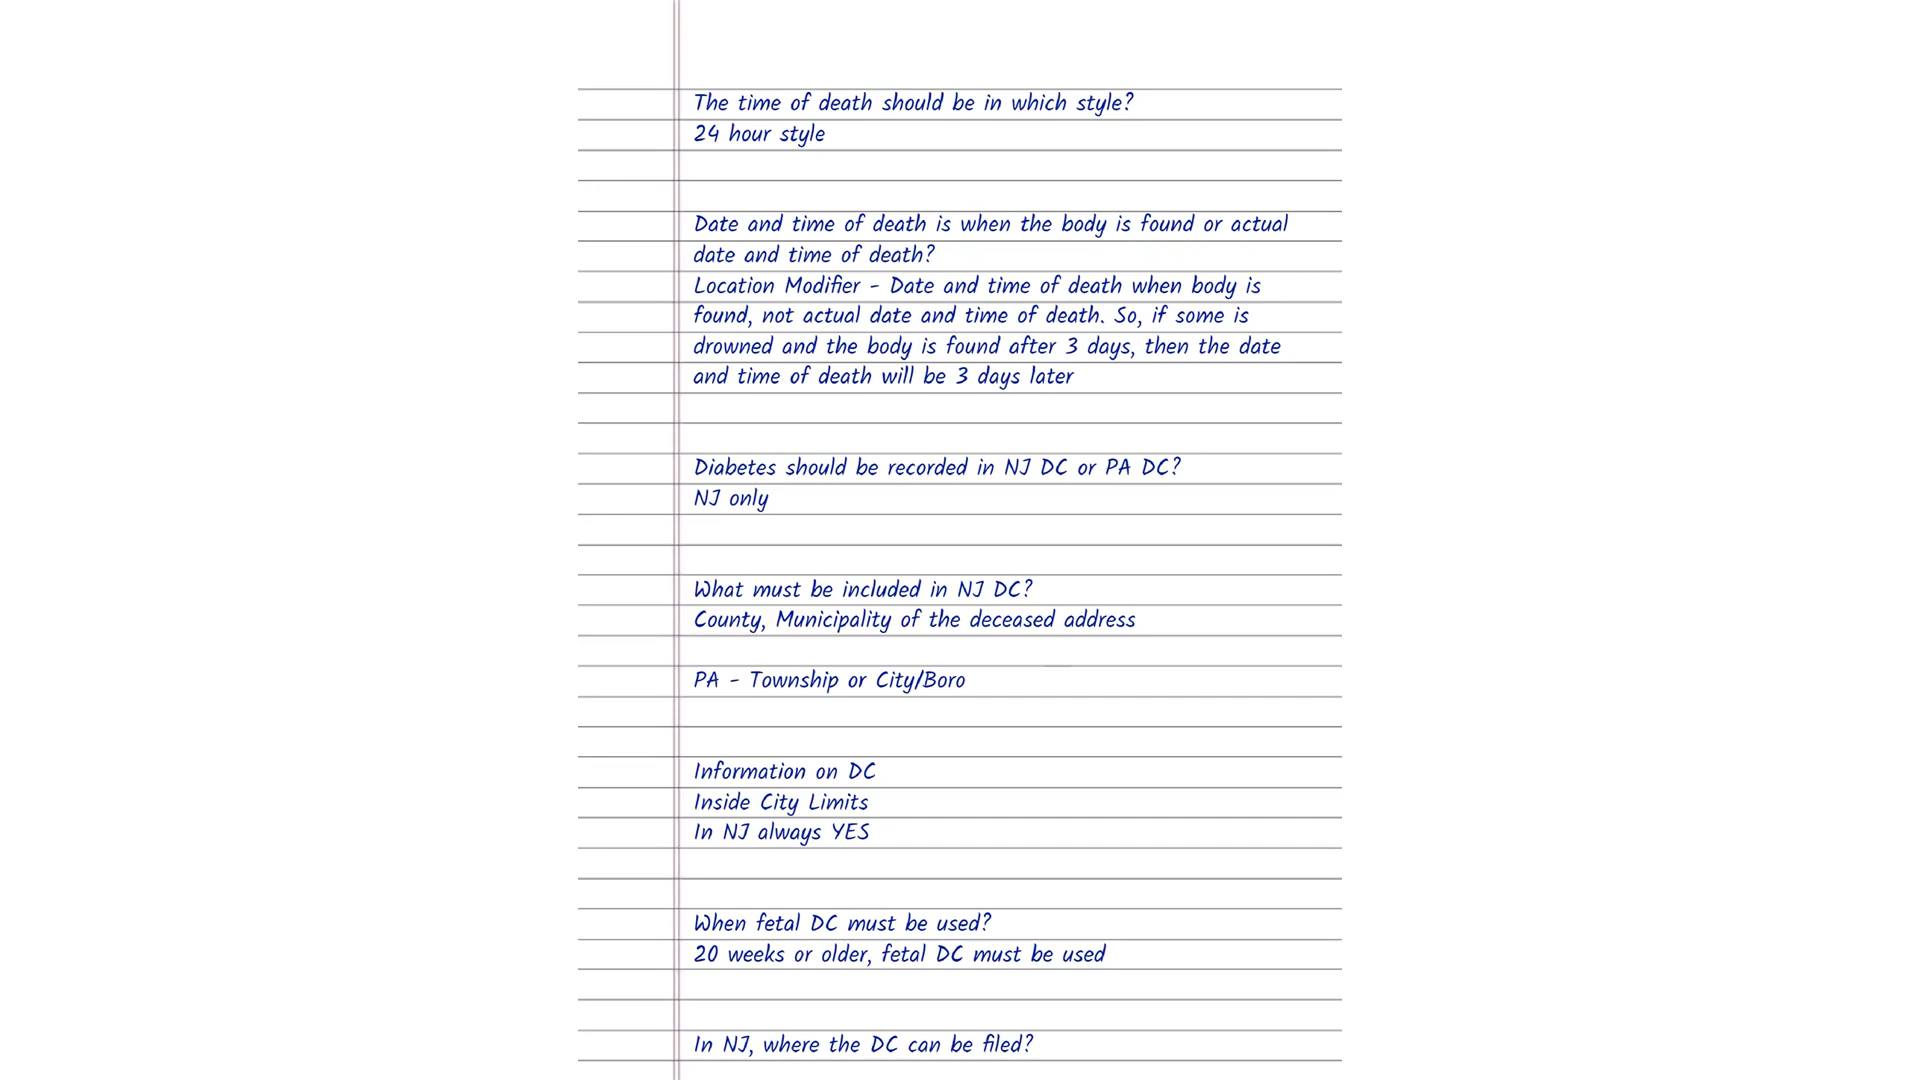 The time of death should be in which style?
24 hour style
Date and time of death is when the body is found or actual
date and time of death?
Location Modifier - Date and time of death when body is
found, not actual date and time of death. So, if some is
drowned and the body is found after 3 days, then the date
and time of death will be 3 days later
Diabetes should be recorded in NJ DC or PA DC?
NJ only
What must be included in NJ DC?
County, Municipality of the deceased address
PA - Township or City/Boro
Information on DC
Inside City Limits
In NJ always YES
When fetal DC must be used?
20 weeks or older, fetal DC must be used
In NJ, where the DC can be filed?